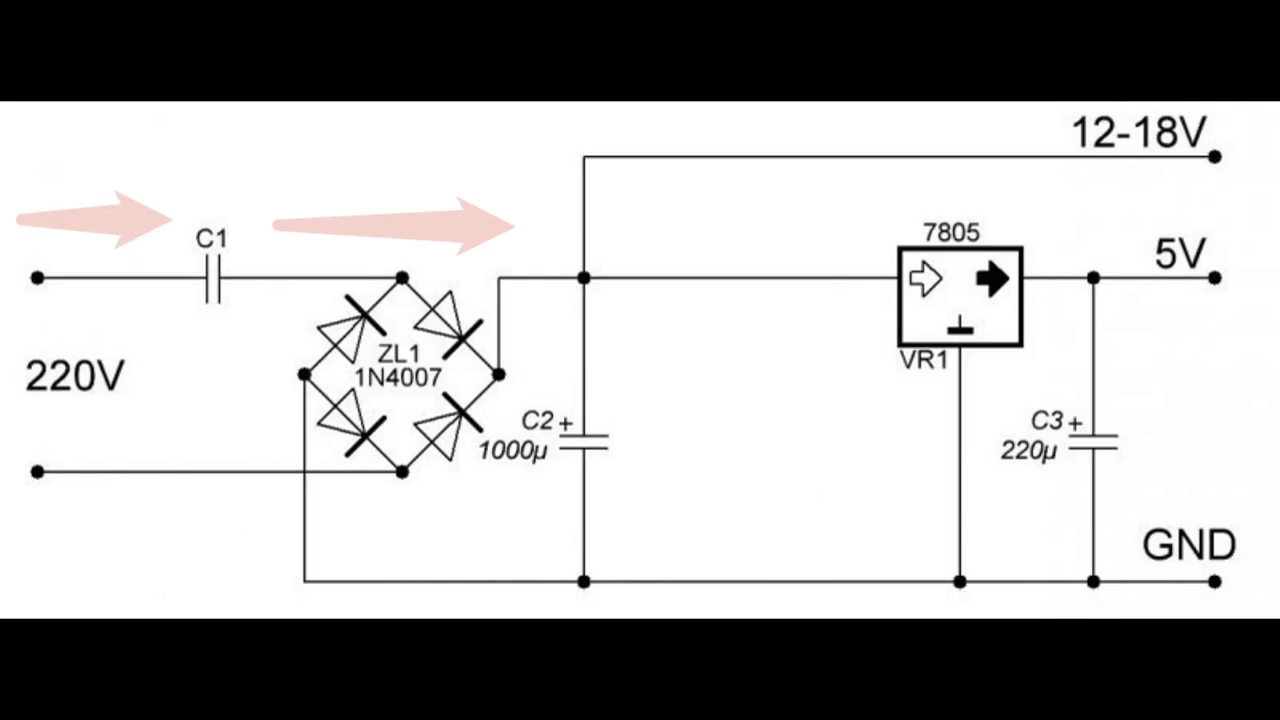 12-18V
C1
7805
5V
220V
ZL1
1N4007
VR1
C2 +
1000µ
C3 +
220µ
GND